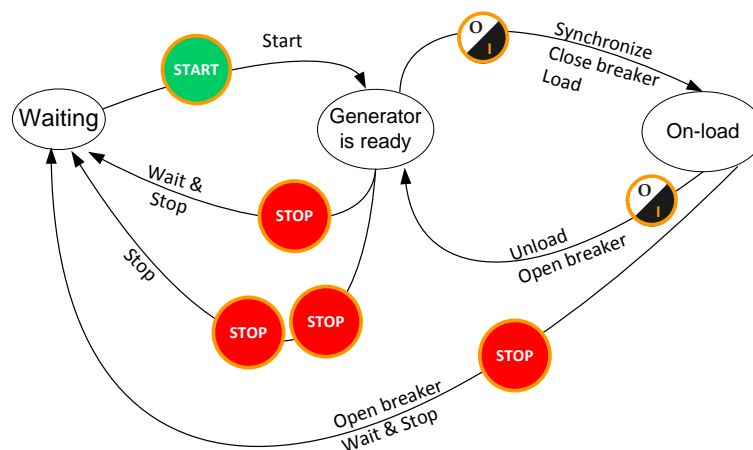 START
Start
O
I
Synchronize
Close breaker
Load
Waiting
Generator
is ready
On-load
Wait &
Stop
STOP
O
I
Unload
Open breaker
Stop
STOP
STOP
STOP
Open breaker
Wait & Stop